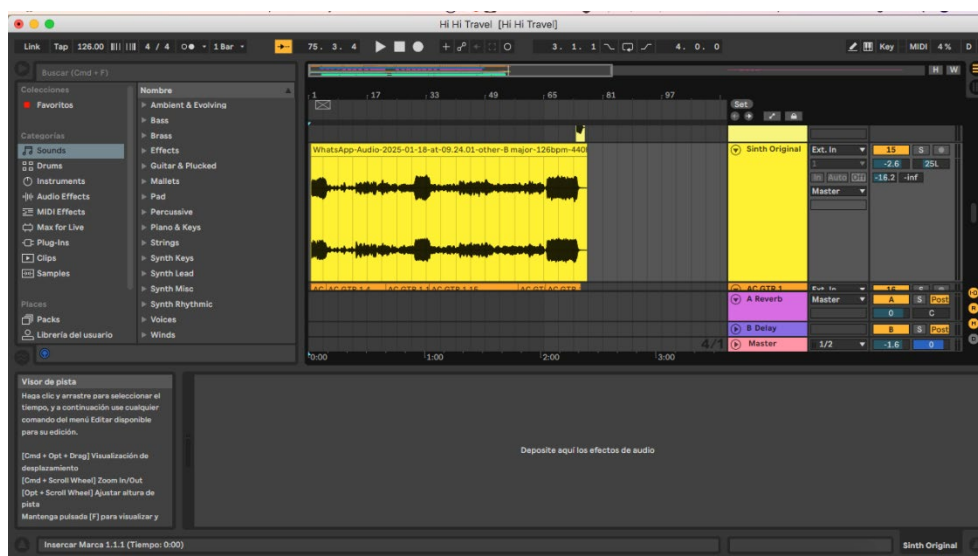 Hi Hi Travel [Hi Hi Travel]
Link Tap 126.00 4 / 4 1 Bar 75. 3. 4 3. 1. 1 4. 0. 0 Key MIDI 4% D
Buscar (Cmd + F)
H W
Colecciones
Favoritos
Categorías
Sounds
Drums
Instruments
Audio Effects
MIDI Effects
Max for Live
Plug-Ins
Clips
Samples
Places
Packs
Librería del usuario
Nombre
Ambient & Evolving
Bass
Brass
Effects
Guitar & Plucked
Mallets
Pad
Percussive
Piano & Keys
Strings
Synth Keys
Synth Lead
Synth Misc
Synth Rhythmic
Voices
Winds
1 17 33 49 65 81 97
Set
WhatsApp-Audio-2025-01-18-at-09.24.01-other-B major-126bpm-440
Sinth Original Ext. In 15 S
1 -2.6 25L
In Auto Off -16.2 -inf
Master
AC GTR 1 Ext. In 16 S
A Reverb Master A S Post
0 C
B Delay B S Post
4/1 Master 1/2 -1.6 0
0:00 1:00 2:00 3:00
Visor de pista
Haga clic y arrastre para seleccionar el
tiempo, y a continuación use cualquier
comando del menú Editar disponible
para su edición.
[Cmd + Opt + Drag] Visualización de
desplazamiento
[Cmd + Scroll Wheel] Zoom In/Out
[Opt + Scroll Wheel] Ajustar altura de
pista
Mantenga pulsada [F] para visualizar y
Deposite aquí los efectos de audio
Insercar Marca 1.1.1 (Tiempo: 0:00)
Sinth Original